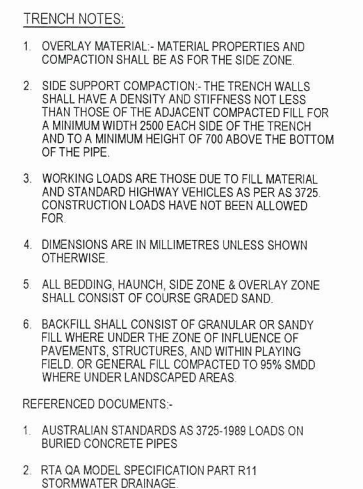 TRENCH NOTES:
1. OVERLAY MATERIAL:- MATERIAL PROPERTIES AND
COMPACTION SHALL BE AS FOR THE SIDE ZONE.
2. SIDE SUPPORT COMPACTION:- THE TRENCH WALLS
SHALL HAVE A DENSITY AND STIFFNESS NOT LESS
THAN THOSE OF THE ADJACENT COMPACTED FILL FOR
A MINIMUM WIDTH 2500 EACH SIDE OF THE TRENCH
AND TO A MINIMUM HEIGHT OF 700 ABOVE THE BOTTOM
OF THE PIPE.
3. WORKING LOADS ARE THOSE DUE TO FILL MATERIAL
AND STANDARD HIGHWAY VEHICLES AS PER AS 3725.
CONSTRUCTION LOADS HAVE NOT BEEN ALLOWED
FOR.
4. DIMENSIONS ARE IN MILLIMETRES UNLESS SHOWN
OTHERWISE.
5 ALL BEDDING, HAUNCH, SIDE ZONE & OVERLAY ZONE
SHALL CONSIST OF COURSE GRADED SAND.
6. BACKFILL SHALL CONSIST OF GRANULAR OR SANDY
FILL WHERE UNDER THE ZONE OF INFLUENCE OF
PAVEMENTS, STRUCTURES, AND WITHIN PLAYING
FIELD. OR GENERAL FILL COMPACTED TO 95% SMDD
WHERE UNDER LANDSCAPED AREAS.
REFERENCED DOCUMENTS:-
1. AUSTRALIAN STANDARDS AS 3725-1989 LOADS ON
BURIED CONCRETE PIPES
2. RTA QA MODEL SPECIFICATION PART R11
STORMWATER DRAINAGE.